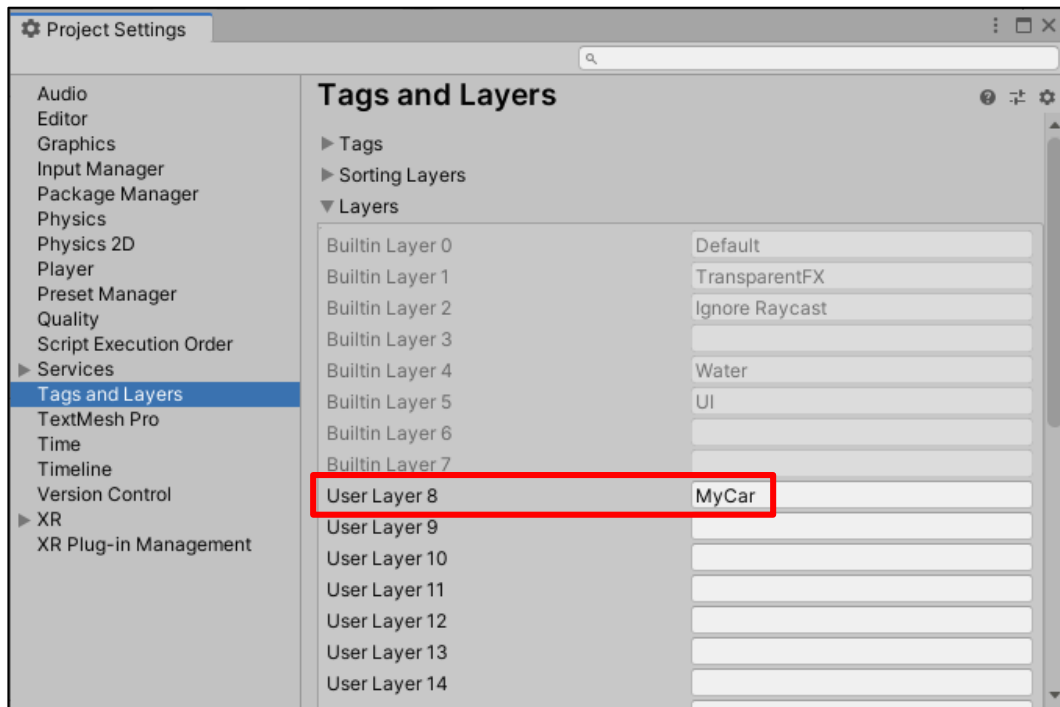 Project Settings
Audio
Editor
Graphics
Input Manager
Package Manager
Physics
Physics 2D
Player
Preset Manager
Quality
Script Execution Order
Services
Tags and Layers
TextMesh Pro
Time
Timeline
Version Control
XR
XR Plug-in Management
Tags and Layers
Tags
Sorting Layers
Layers
Builtin Layer 0 Default
Builtin Layer 1 TransparentFX
Builtin Layer 2 Ignore Raycast
Builtin Layer 3
Builtin Layer 4 Water
Builtin Layer 5 UI
Builtin Layer 6
Builtin Layer 7
User Layer 8 MyCar
User Layer 9
User Layer 10
User Layer 11
User Layer 12
User Layer 13
User Layer 14